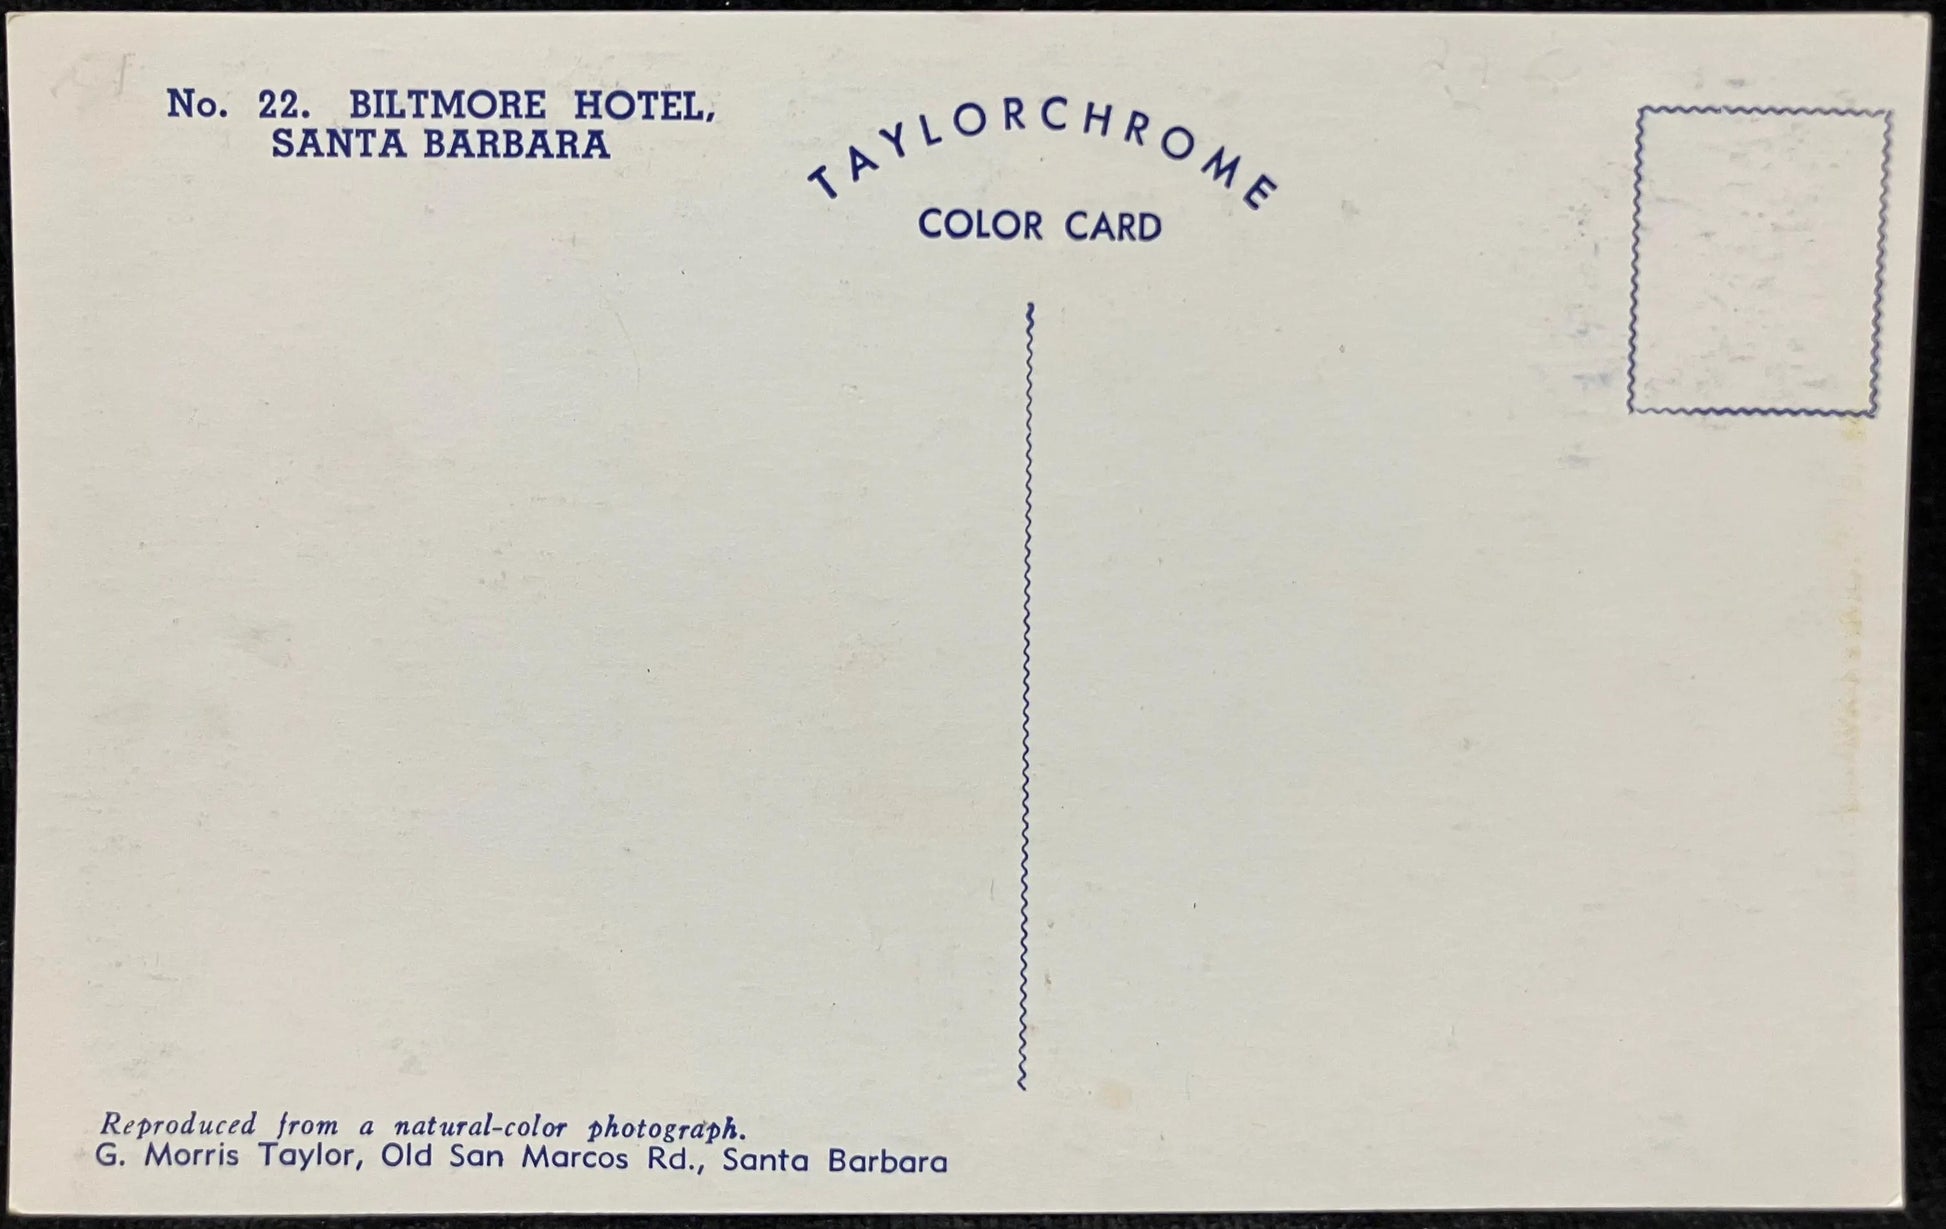 No. 22. BILTMORE HOTEL,
SANTA BARBARA
TAYLORCHROME
COLOR CARD
Reproduced from a natural-color photograph.
G. Morris Taylor, Old San Marcos Rd., Santa Barbara